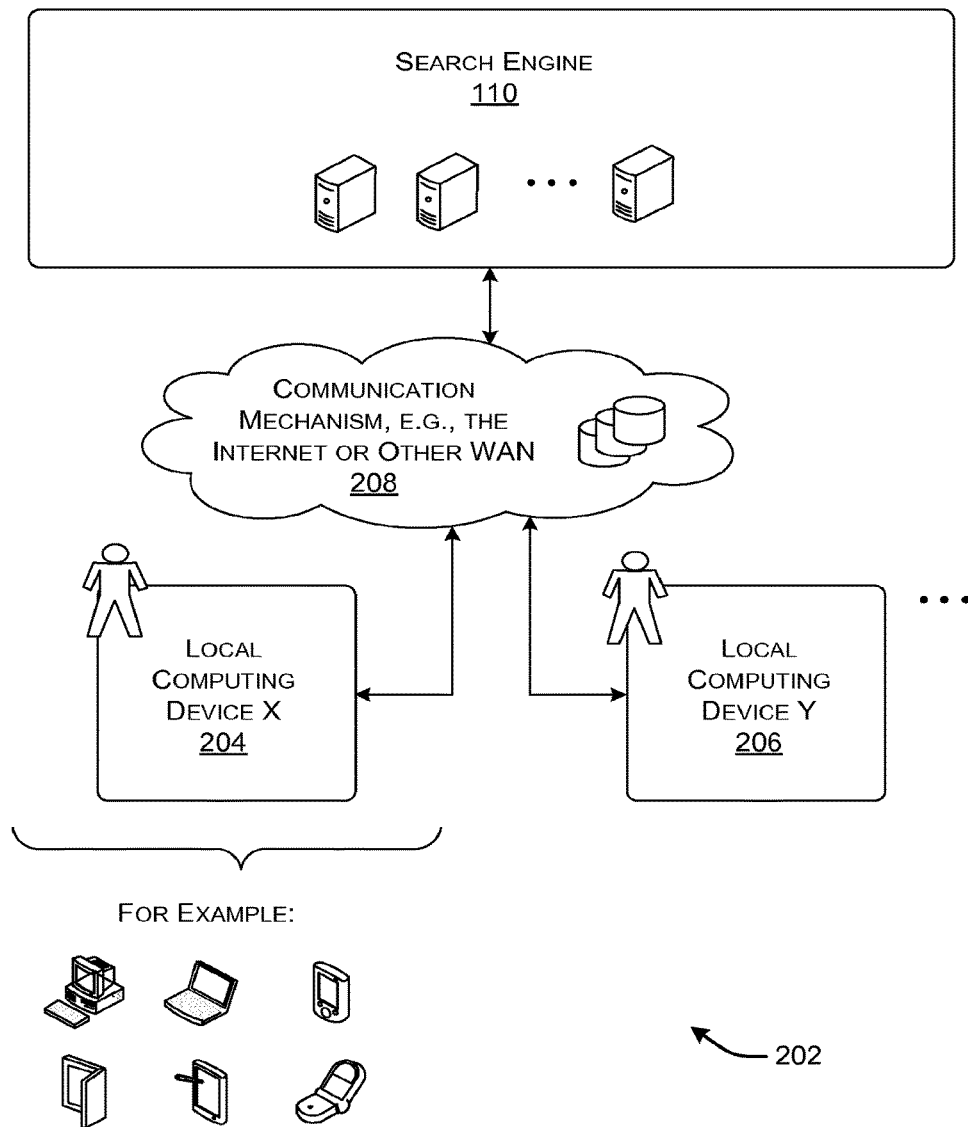 SEARCH ENGINE
110
COMMUNICATION
MECHANISM, E.G., THE
INTERNET OR OTHER WAN
208
LOCAL
COMPUTING
DEVICE X
204
LOCAL
COMPUTING
DEVICE Y
206
FOR EXAMPLE:
202